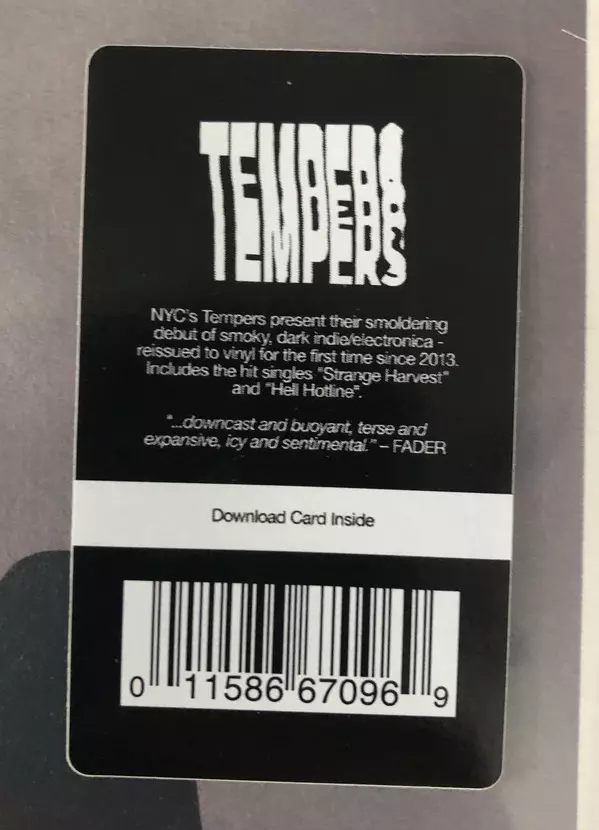 TEMPERS
TEMPERS
NYC's Tempers present their smoldering
debut of smoky, dark indie/electronica -
reissued to vinyl for the first time since 2013.
Includes the hit singles "Strange Harvest"
and "Hell Hotline".
"...downcast and buoyant, terse and
expansive, icy and sentimental." – FADER
Download Card Inside
0 11586 67096 9